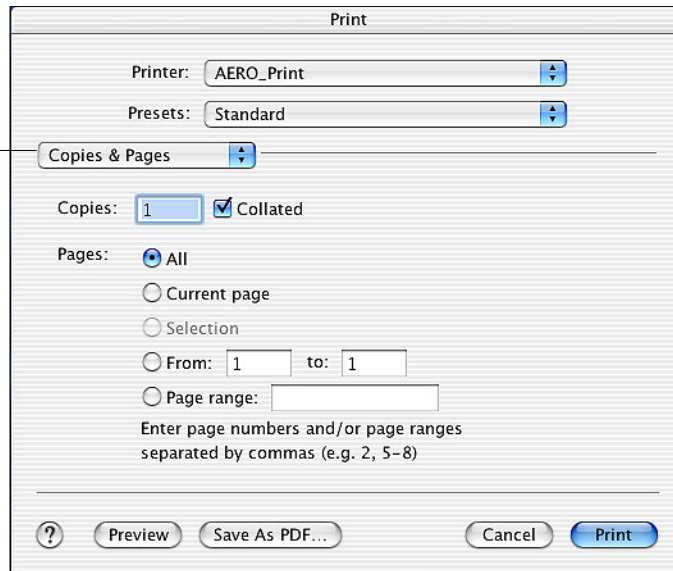 Print
Printer: AERO_Print
Presets: Standard
Copies & Pages
Copies: 1 Collated
Pages: All
Current page
Selection
From: 1 to: 1
Page range:
Enter page numbers and/or page ranges
separated by commas (e.g. 2, 5-8)
? Preview Save As PDF... Cancel Print